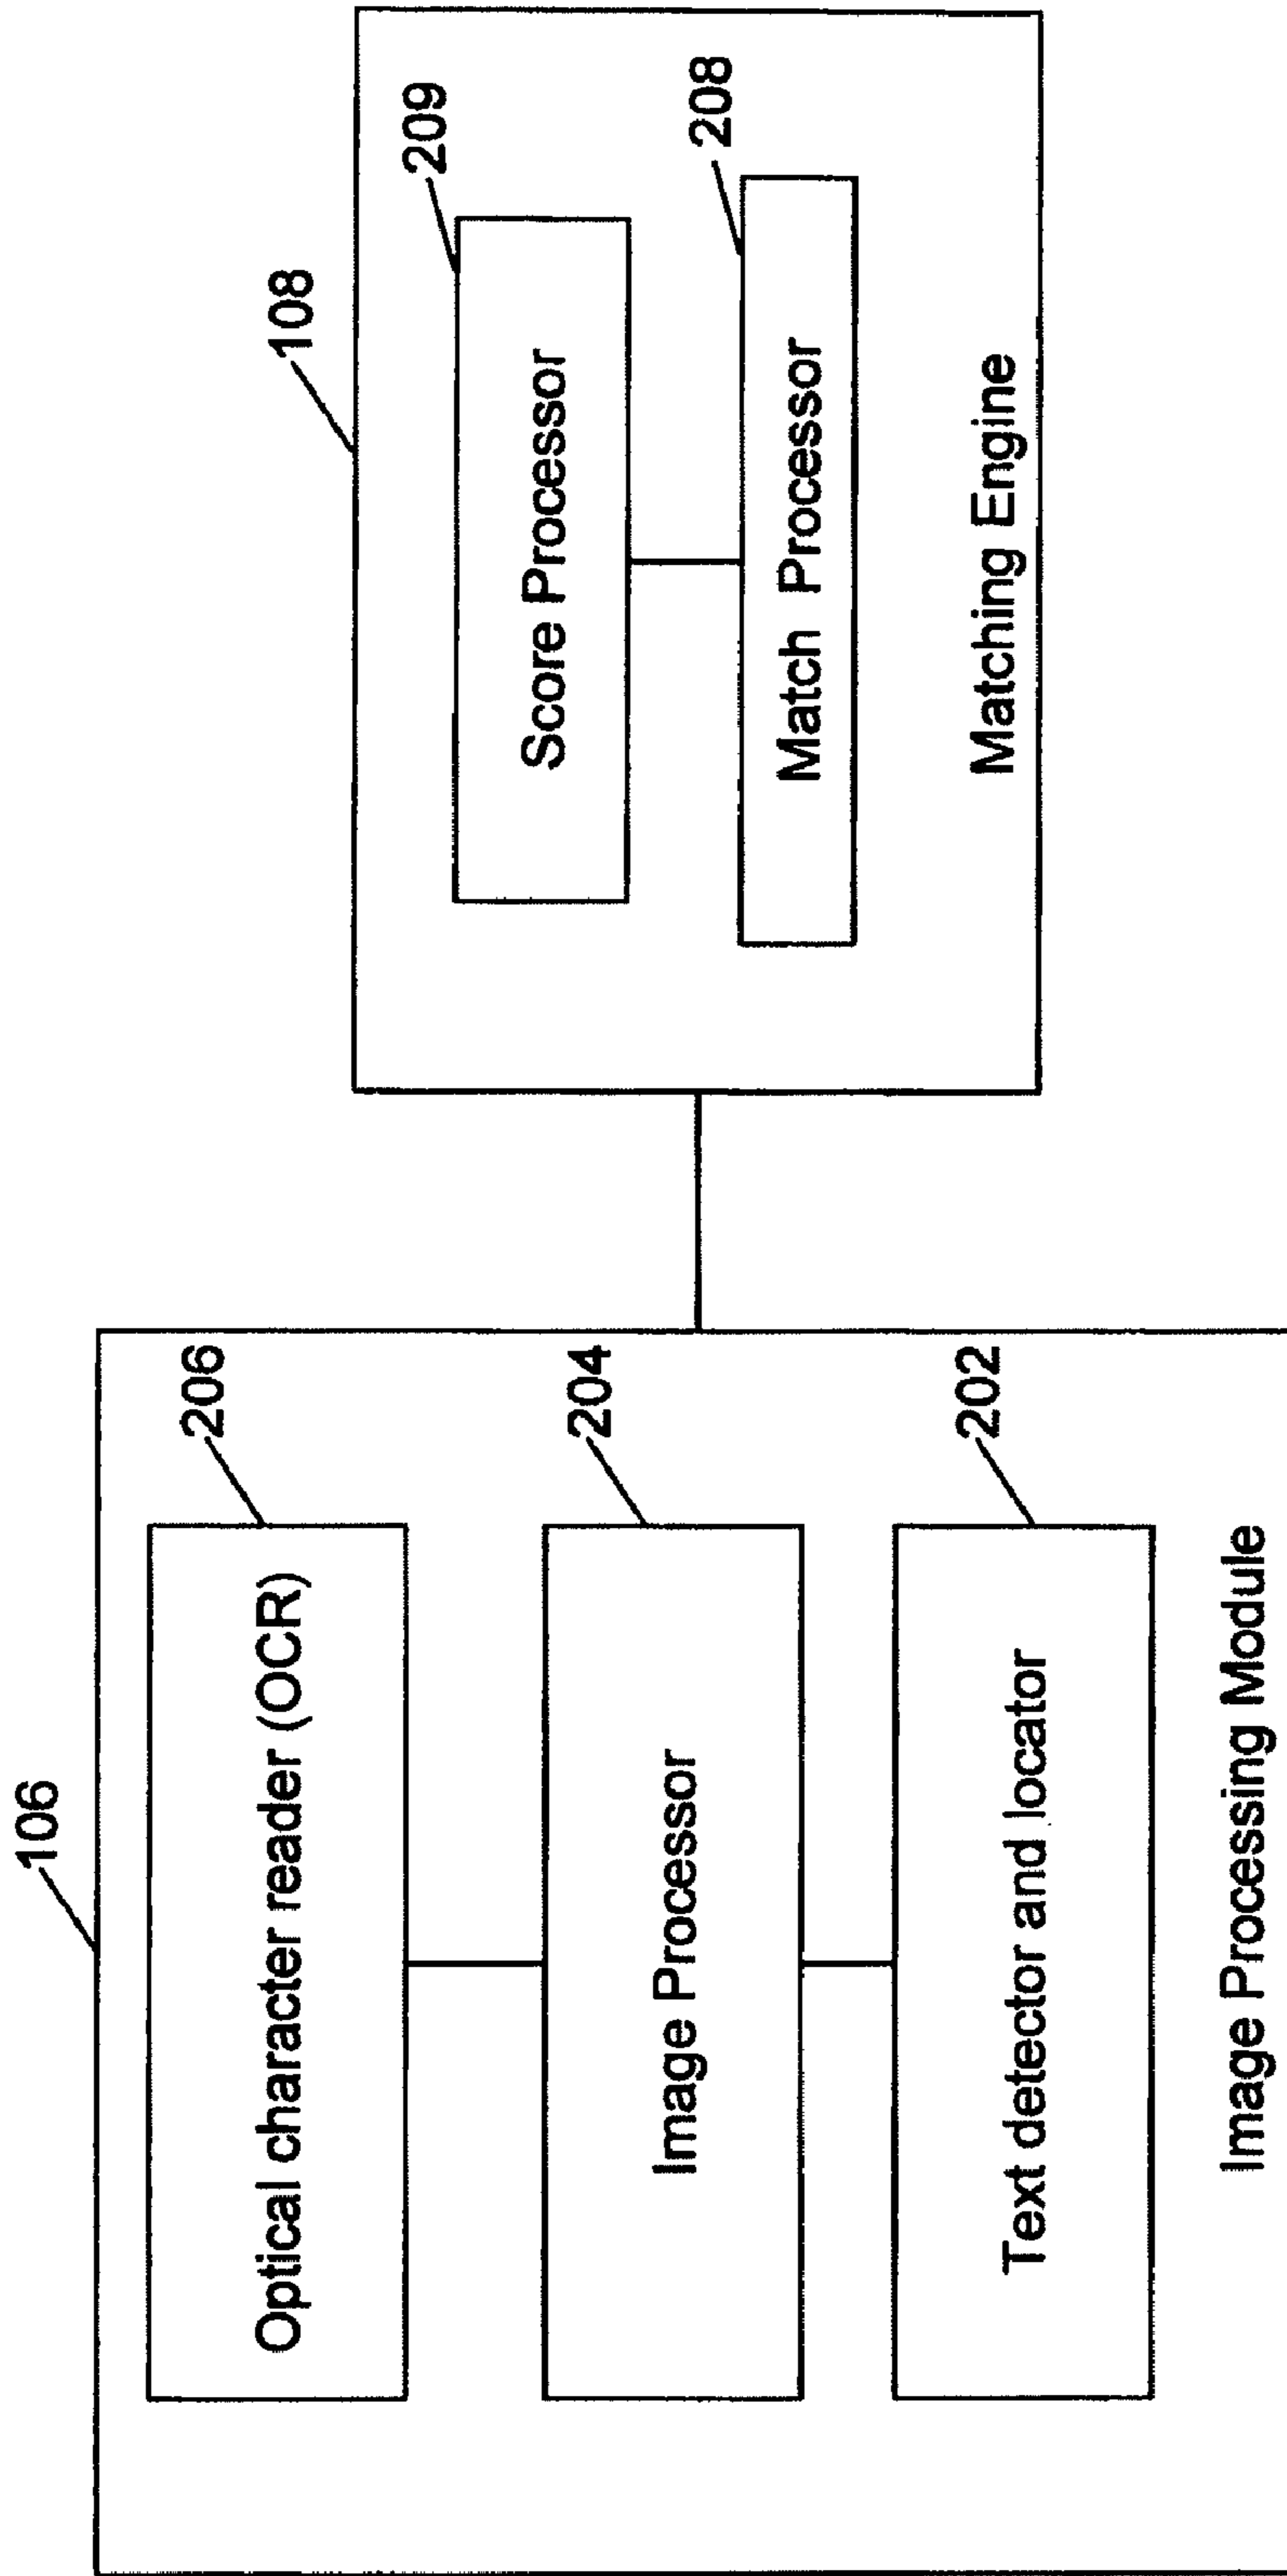 106
Optical character reader (OCR)
206
Image Processor
204
Text detector and locator
202
Image Processing Module
108
Score Processor
209
Match Processor
208
Matching Engine